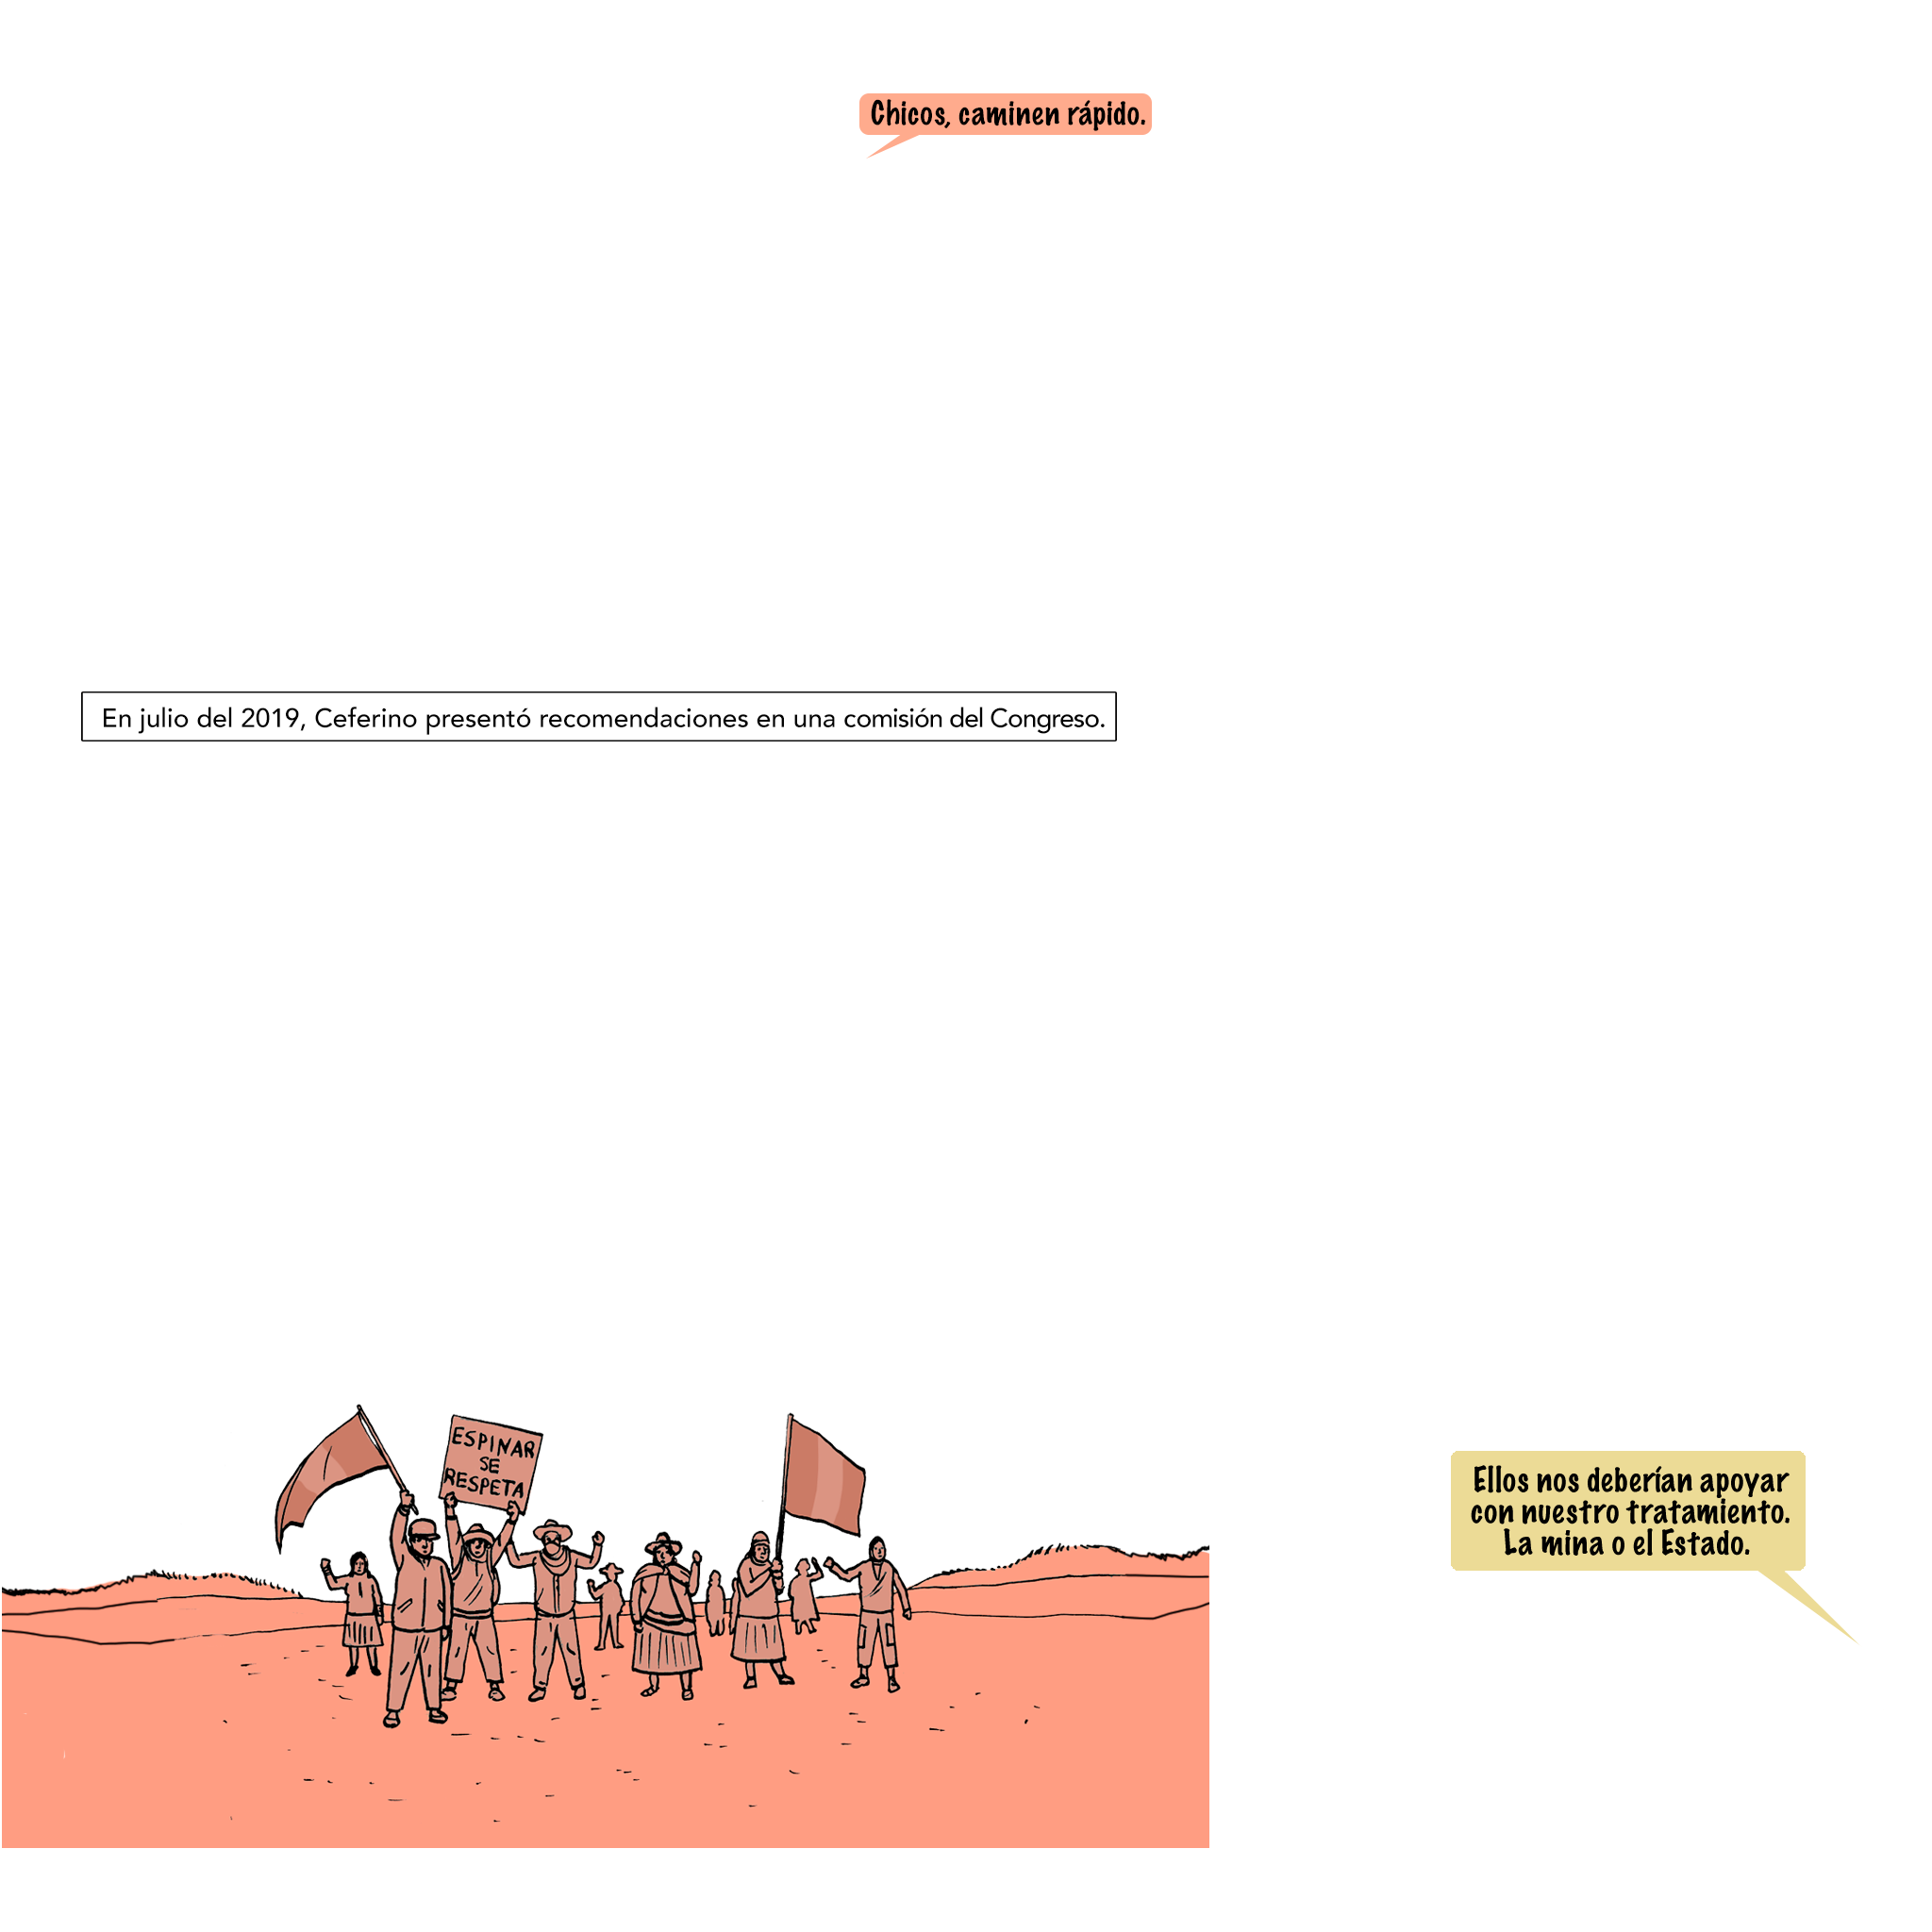 Chicos, caminen rápido.
En julio del 2019, Ceferino presentó recomendaciones en una comisión del Congreso.
ESPINAR
SE
RESPETA
Ellos nos deberían apoyar
con nuestro tratamiento.
La mina o el Estado.